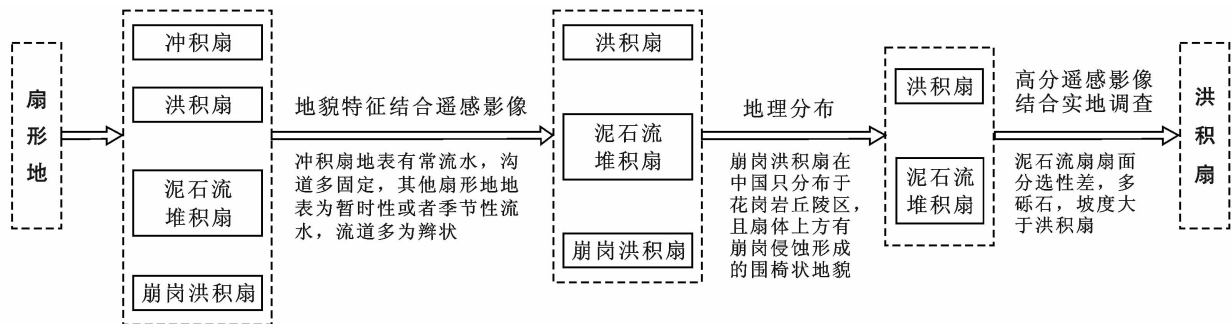 扇
形
地
冲积扇
洪积扇
泥石流
堆积扇
崩岗洪积扇
地貌特征结合遥感影像
冲积扇地表有常流水，沟
道多固定，其他扇形地地
表为暂时性或者季节性流
水，流道多为辫状
洪积扇
泥石流
堆积扇
崩岗洪积扇
地理分布
崩岗洪积扇在
中国只分布于
花岗岩丘陵区，
且扇体上方有
崩岗侵蚀形成
的围椅状地貌
洪积扇
泥石流
堆积扇
高分遥感影像
结合实地调查
泥石流扇扇面
分选性差，多
砾石，坡度大
于洪积扇
洪
积
扇